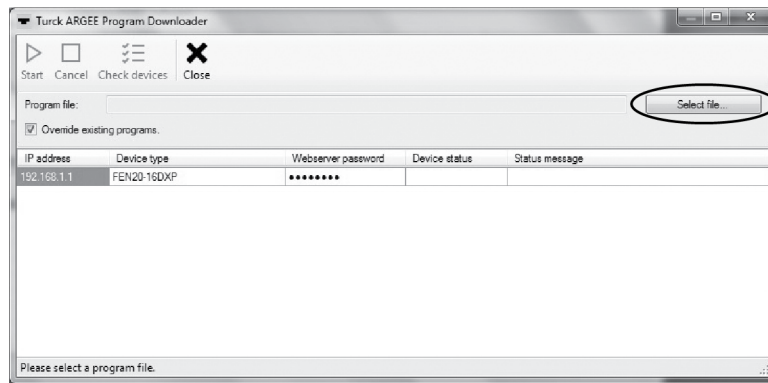 Turck ARGEE Program Downloader
Start Cancel Check devices Close
Program file: Select file...
Override existing programs.
IP address Device type Webserver password Device status Status message
192.168.1.1 FEN20-16DXP ••••••••
Please select a program file.